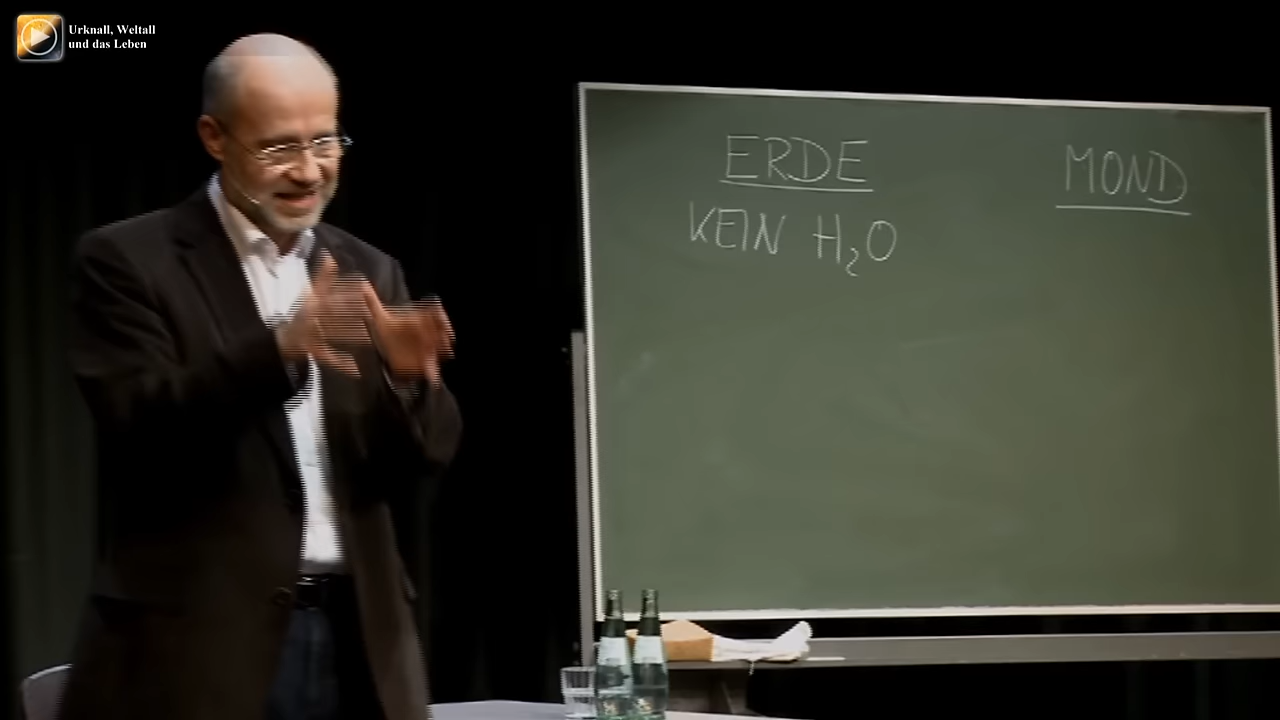 Urknall, Weltall
und das Leben
ERDE
MOND
KEIN H₂O